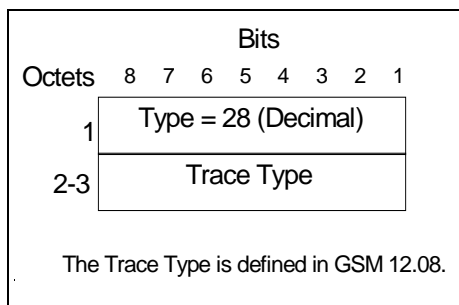 Bits
Octets 8 7 6 5 4 3 2 1
1 Type = 28 (Decimal)
2-3 Trace Type
The Trace Type is defined in GSM 12.08.